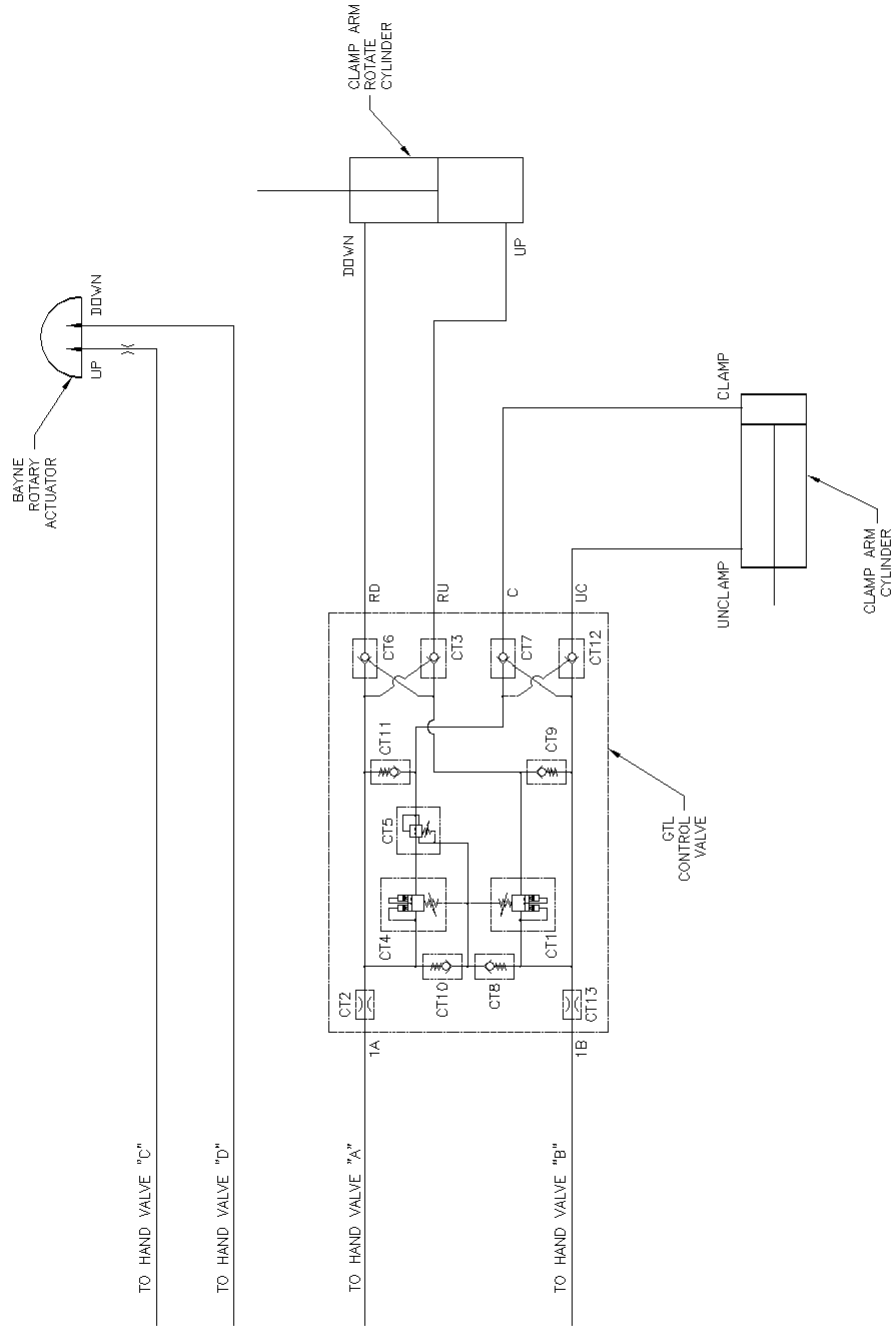 CLAMP ARM
ROTATE
CYLINDER
BAYNE
ROTARY
ACTUATOR
UP
DOWN
DOWN
UP
CLAMP
UNCLAMP
CLAMP ARM
CYLINDER
RD
RU
C
UC
CT6
CT3
CT7
CT12
CT11
CT9
CT5
CT4
CT1
CT10
CT8
CT2
CT13
1A
1B
GTL
CONTROL
VALVE
TO HAND VALVE "C"
TO HAND VALVE "D"
TO HAND VALVE "A"
TO HAND VALVE "B"